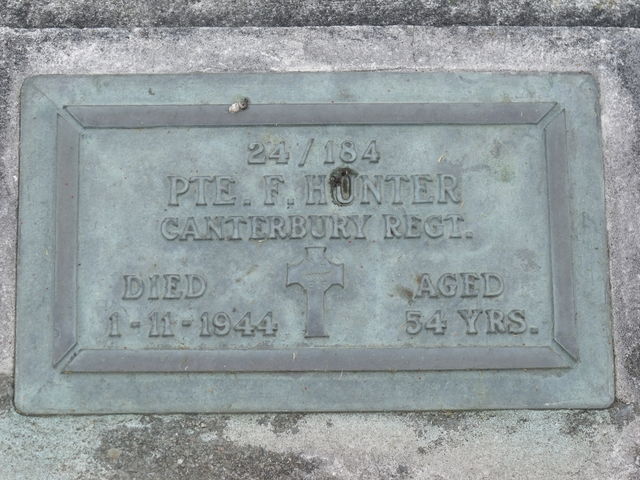 24/184
PTE. F. HUNTER
CANTERBURY REGT.
DIED
1-11-1944
AGED
54 YRS.